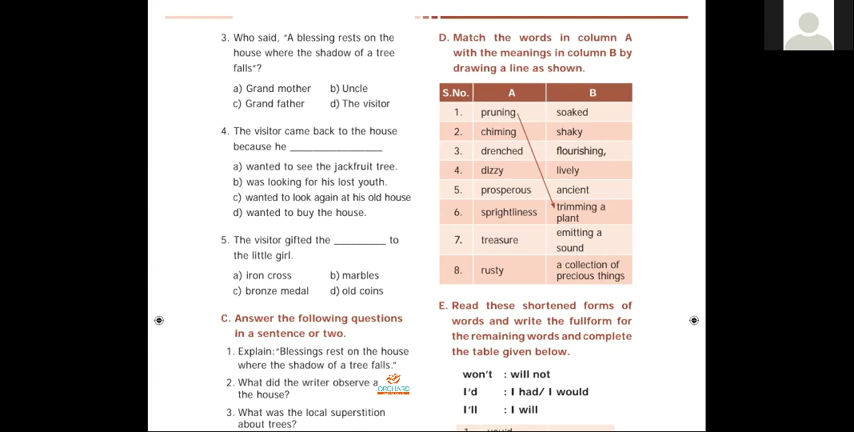 3. Who said, "A blessing rests on the
house where the shadow of a tree
falls"?
a) Grand mother b) Uncle
c) Grand father d) The visitor
4. The visitor came back to the house
because he ________________
a) wanted to see the jackfruit tree.
b) was looking for his lost youth.
c) wanted to look again at his old house
d) wanted to buy the house.
5. The visitor gifted the _________ to
the little girl.
a) iron cross b) marbles
c) bronze medal d) old coins
C. Answer the following questions
in a sentence or two.
1. Explain:"Blessings rest on the house
where the shadow of a tree falls."
2. What did the writer observe a
the house?
3. What was the local superstition
about trees?
ORCHARD
D. Match the words in column A
with the meanings in column B by
drawing a line as shown.
S.No. A B
1. pruning soaked
2. chiming shaky
3. drenched flourishing,
4. dizzy lively
5. prosperous ancient
6. sprightliness trimming a
plant
7. treasure emitting a
sound
8. rusty a collection of
precious things
E. Read these shortened forms of
words and write the fullform for
the remaining words and complete
the table given below.
won't : will not
I'd : I had/ I would
I'll : I will